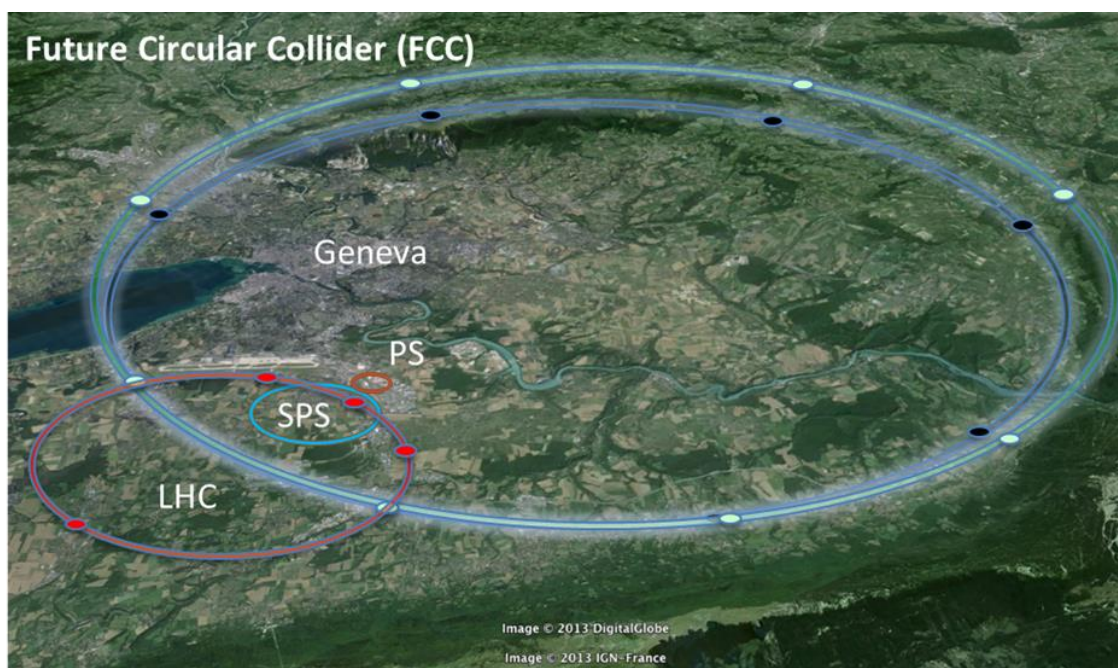 Future Circular Collider (FCC)
Geneva
PS
SPS
LHC
Image © 2013 DigitalGlobe
Image © 2013 IGN-France